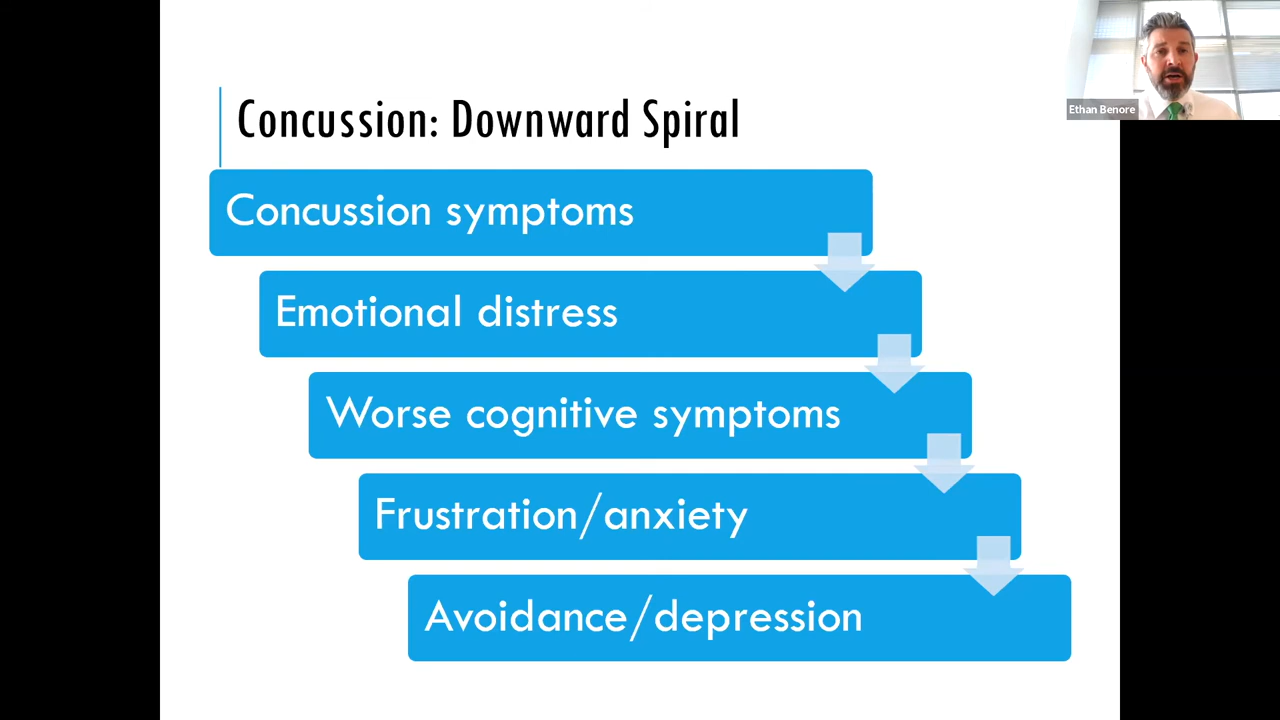 Concussion: Downward Spiral
Ethan Benore
Concussion symptoms
Emotional distress
Worse cognitive symptoms
Frustration/anxiety
Avoidance/depression